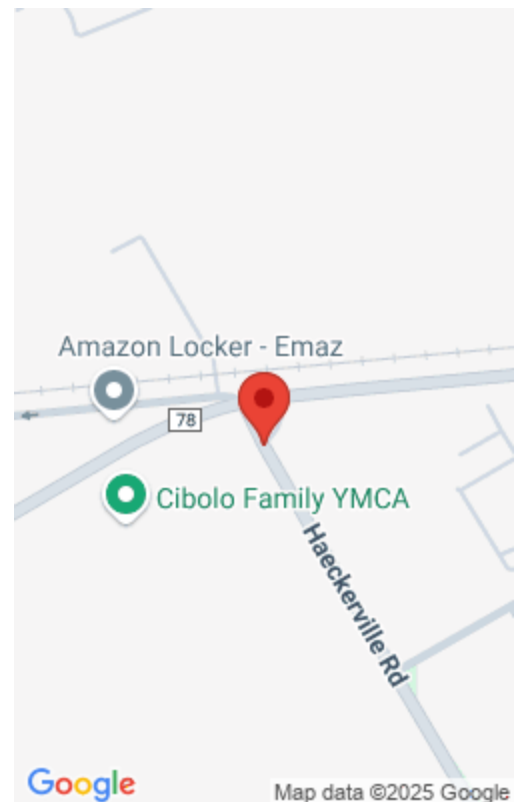 Amazon Locker - Emaz
78
Cibolo Family YMCA
Haeckerville Rd
Google
Map data ©2025 Google